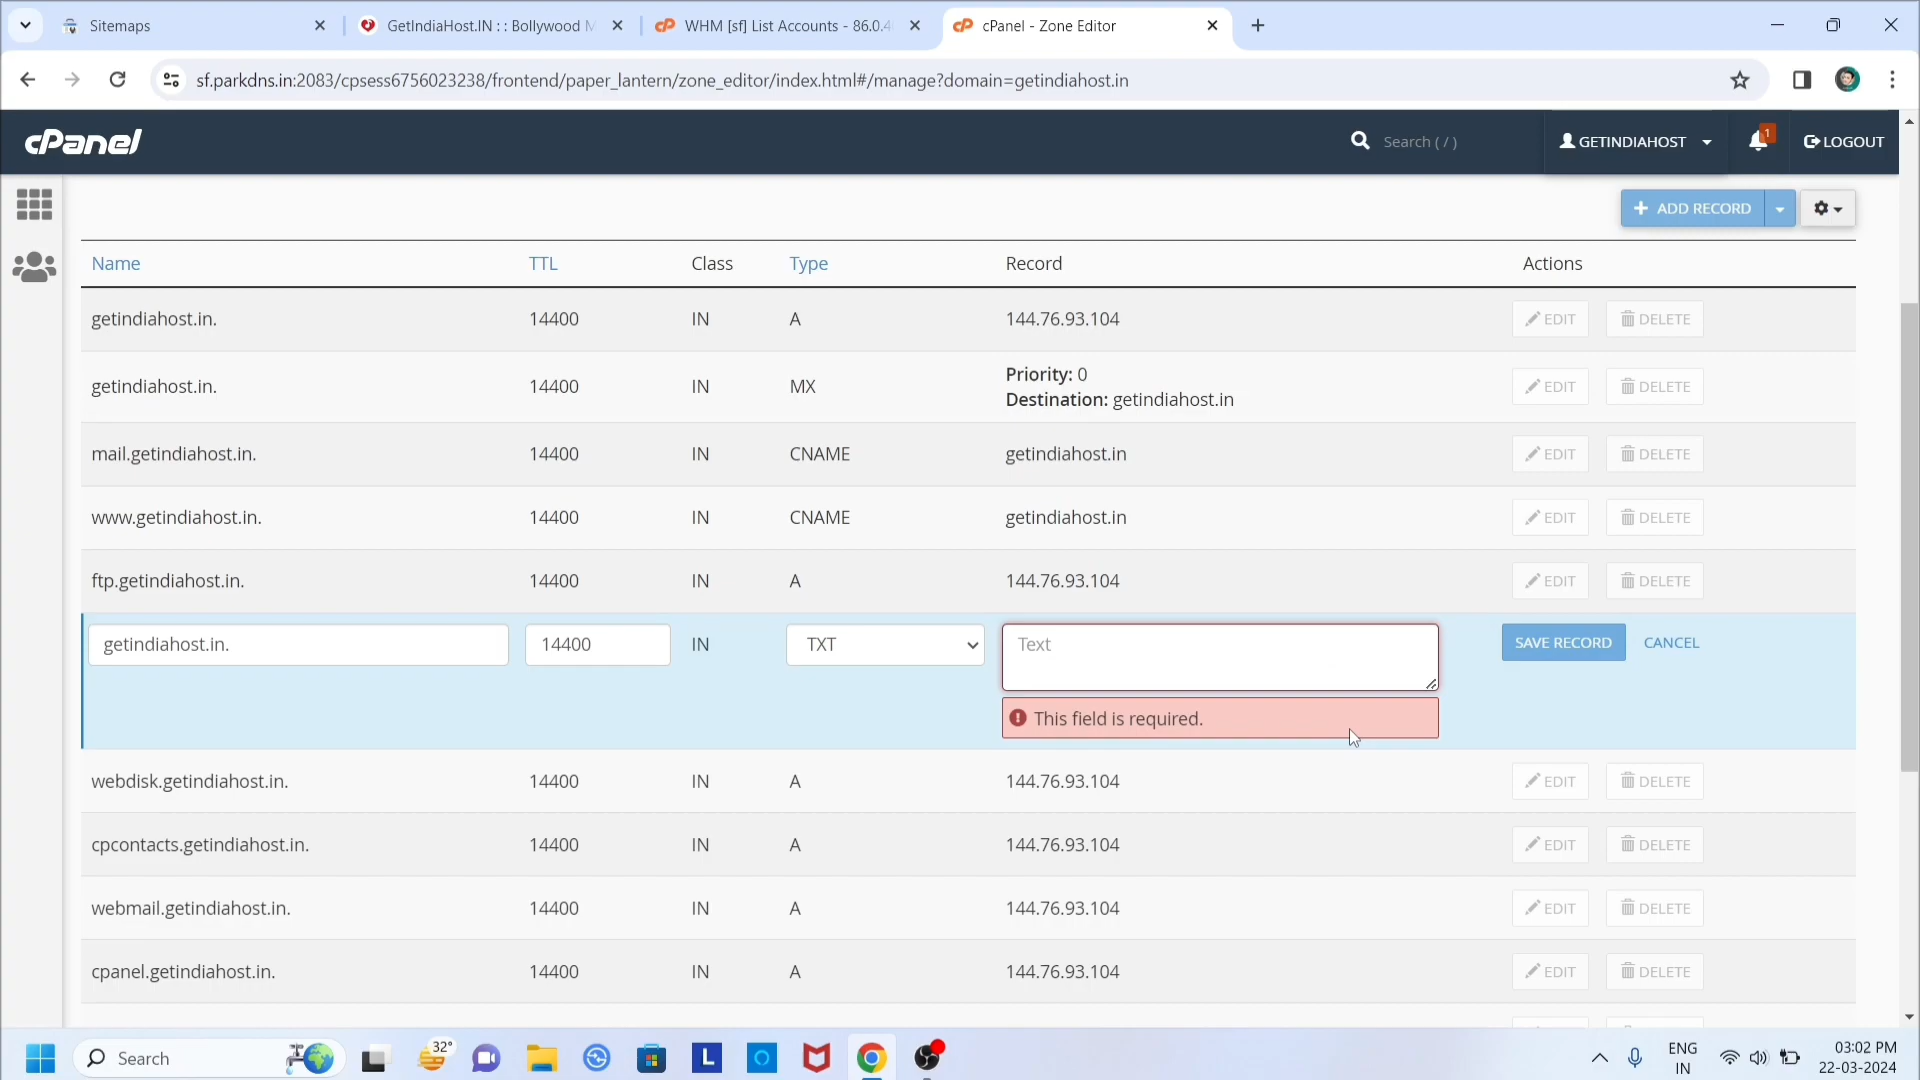 Sitemaps
GetIndiaHost.IN : : Bollywood M
WHM [sf] List Accounts - 86.0.4
cPanel - Zone Editor
sf.parkdns.in:2083/cpsess6756023238/frontend/paper_lantern/zone_editor/index.html#/manage?domain=getindiahost.in
cPanel
Search ( / )
GETINDIAHOST
1
LOGOUT
+ ADD RECORD
Name TTL Class Type Record Actions
getindiahost.in. 14400 IN A 144.76.93.104 EDIT DELETE
getindiahost.in. 14400 IN MX Priority: 0 EDIT DELETE
Destination: getindiahost.in
mail.getindiahost.in. 14400 IN CNAME getindiahost.in EDIT DELETE
www.getindiahost.in. 14400 IN CNAME getindiahost.in EDIT DELETE
ftp.getindiahost.in. 14400 IN A 144.76.93.104 EDIT DELETE
getindiahost.in. 14400 IN TXT Text SAVE RECORD CANCEL
This field is required.
webdisk.getindiahost.in. 14400 IN A 144.76.93.104 EDIT DELETE
cpcontacts.getindiahost.in. 14400 IN A 144.76.93.104 EDIT DELETE
webmail.getindiahost.in. 14400 IN A 144.76.93.104 EDIT DELETE
cpanel.getindiahost.in. 14400 IN A 144.76.93.104 EDIT DELETE
Search
32°
L
ENG
IN
03:02 PM
22-03-2024